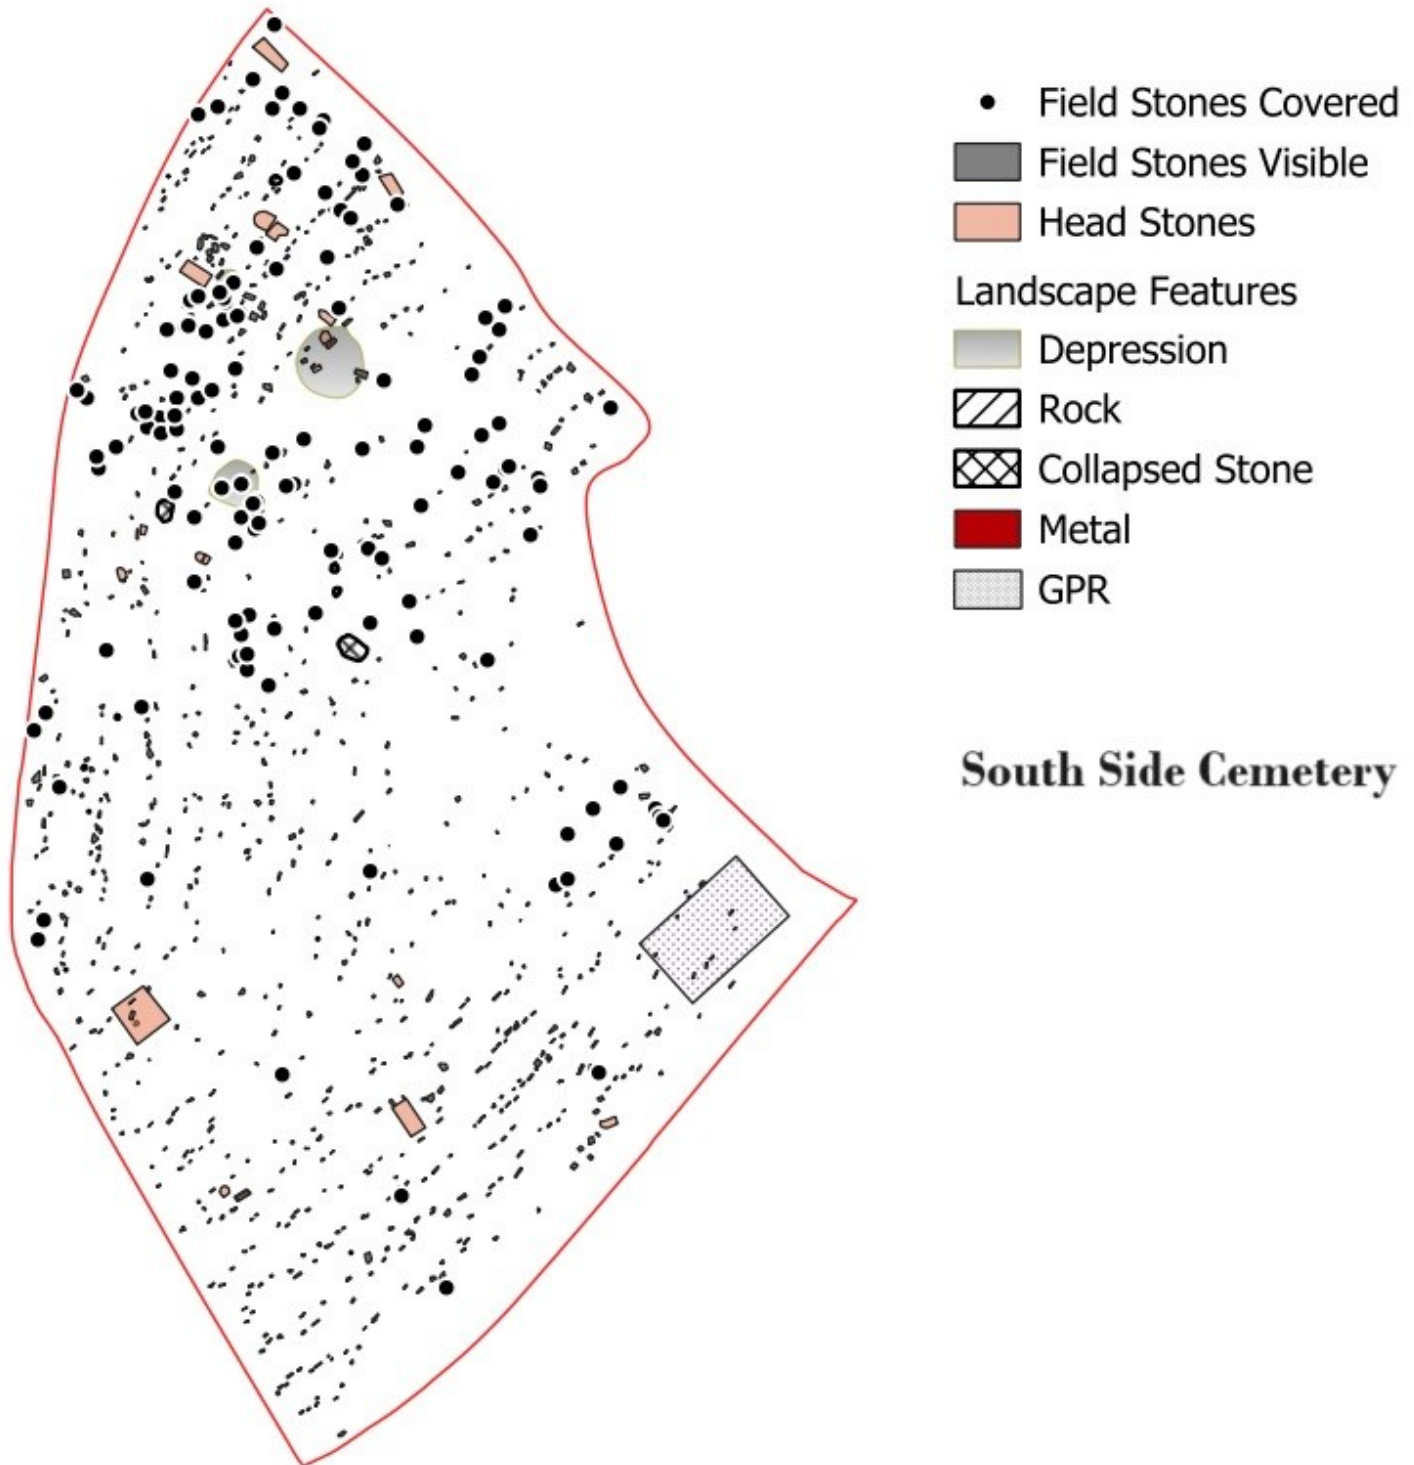 Field Stones Covered
Field Stones Visible
Head Stones
Landscape Features
Depression
Rock
Collapsed Stone
Metal
GPR
South Side Cemetery